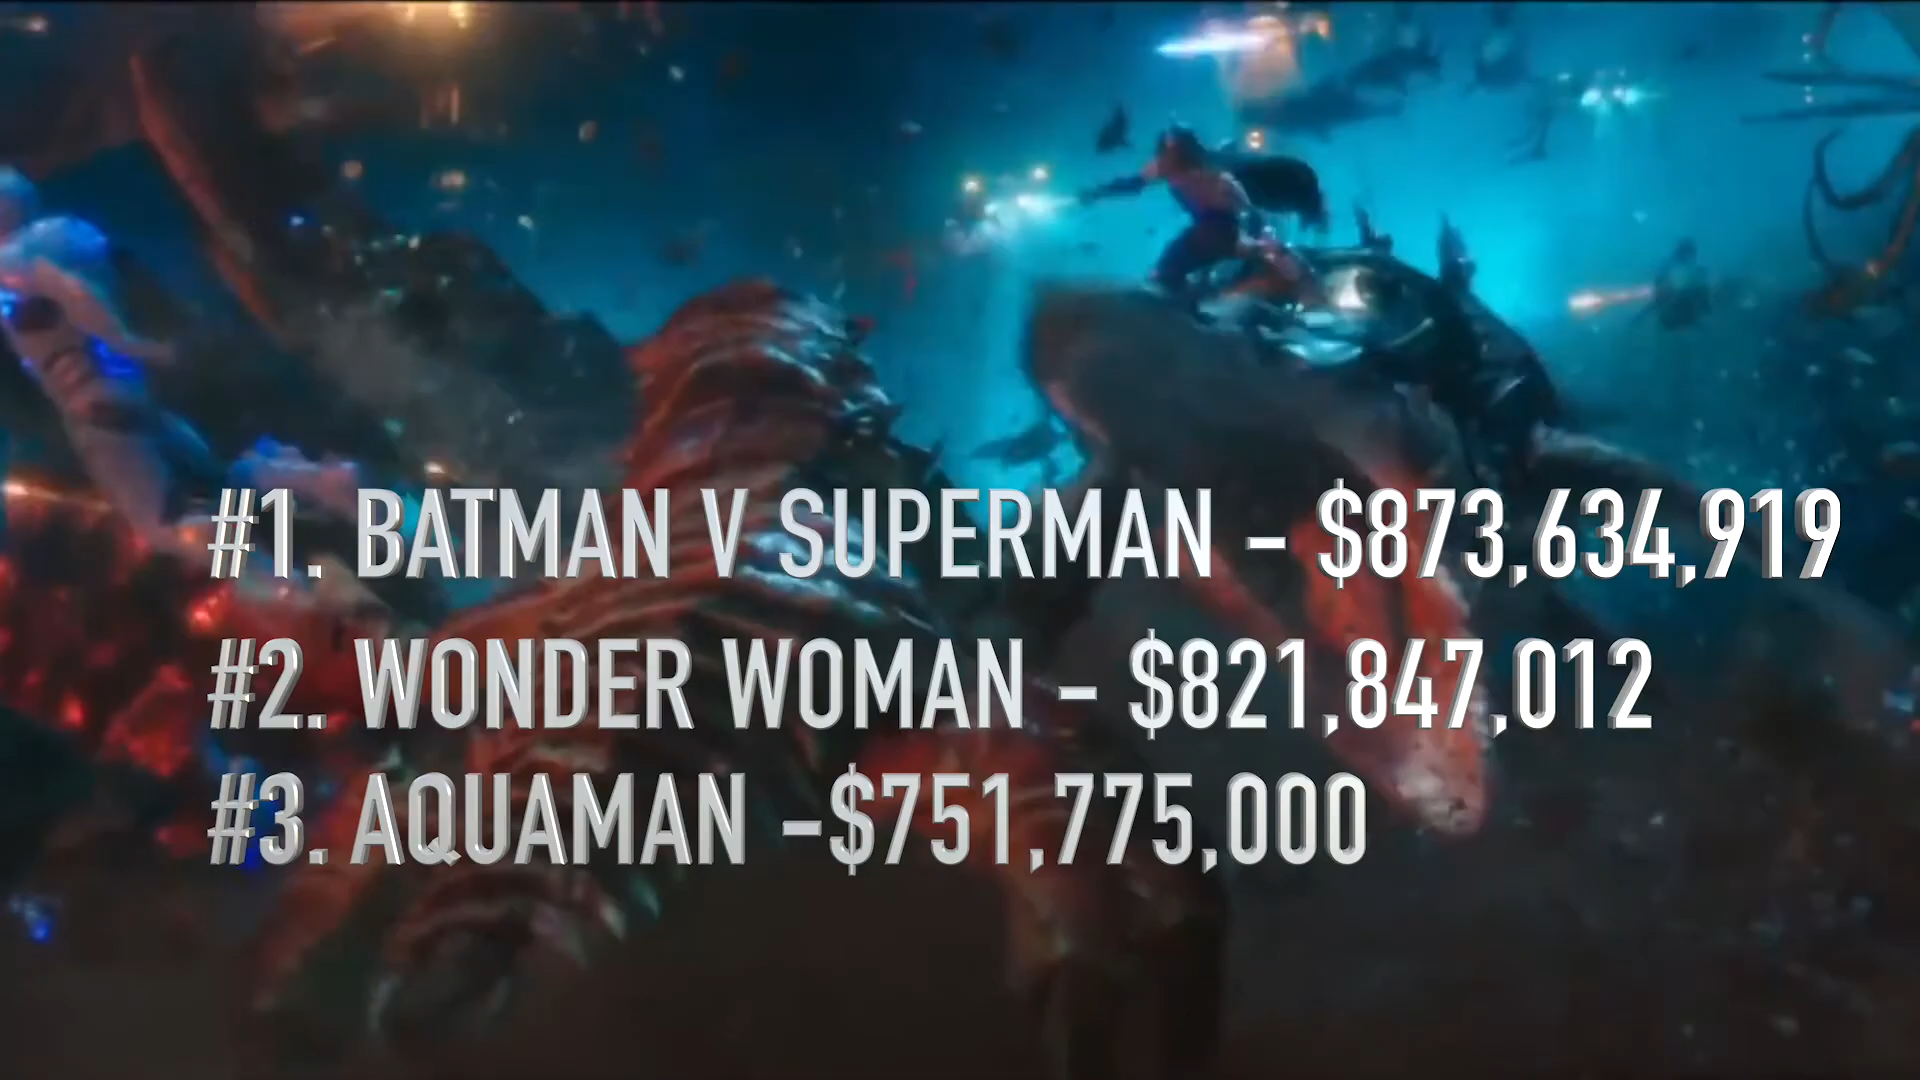 #1. BATMAN V SUPERMAN – $873,634,919
#2. WONDER WOMAN – $821,847,012
#3. AQUAMAN –$751,775,000